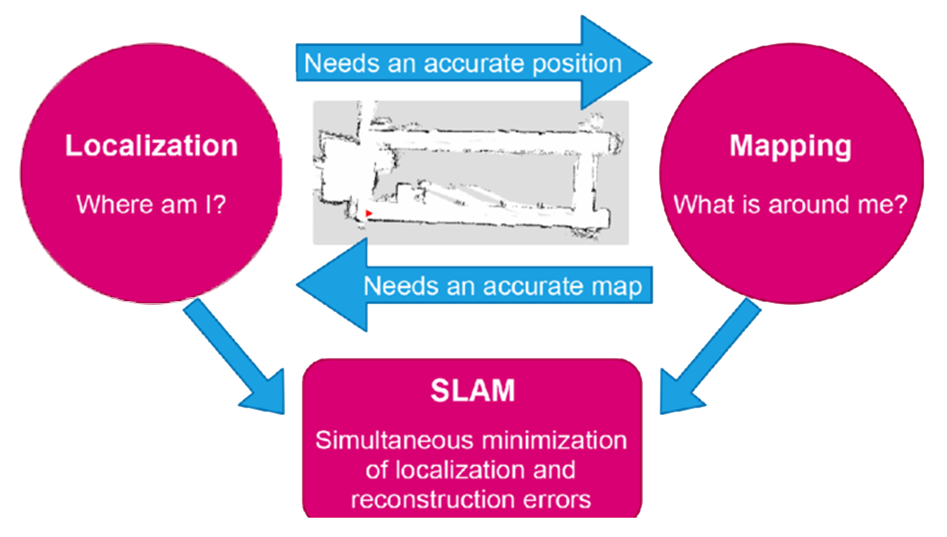 Needs an accurate position
Localization
Where am I?
Mapping
What is around me?
Needs an accurate map
SLAM
Simultaneous minimization
of localization and
reconstruction errors